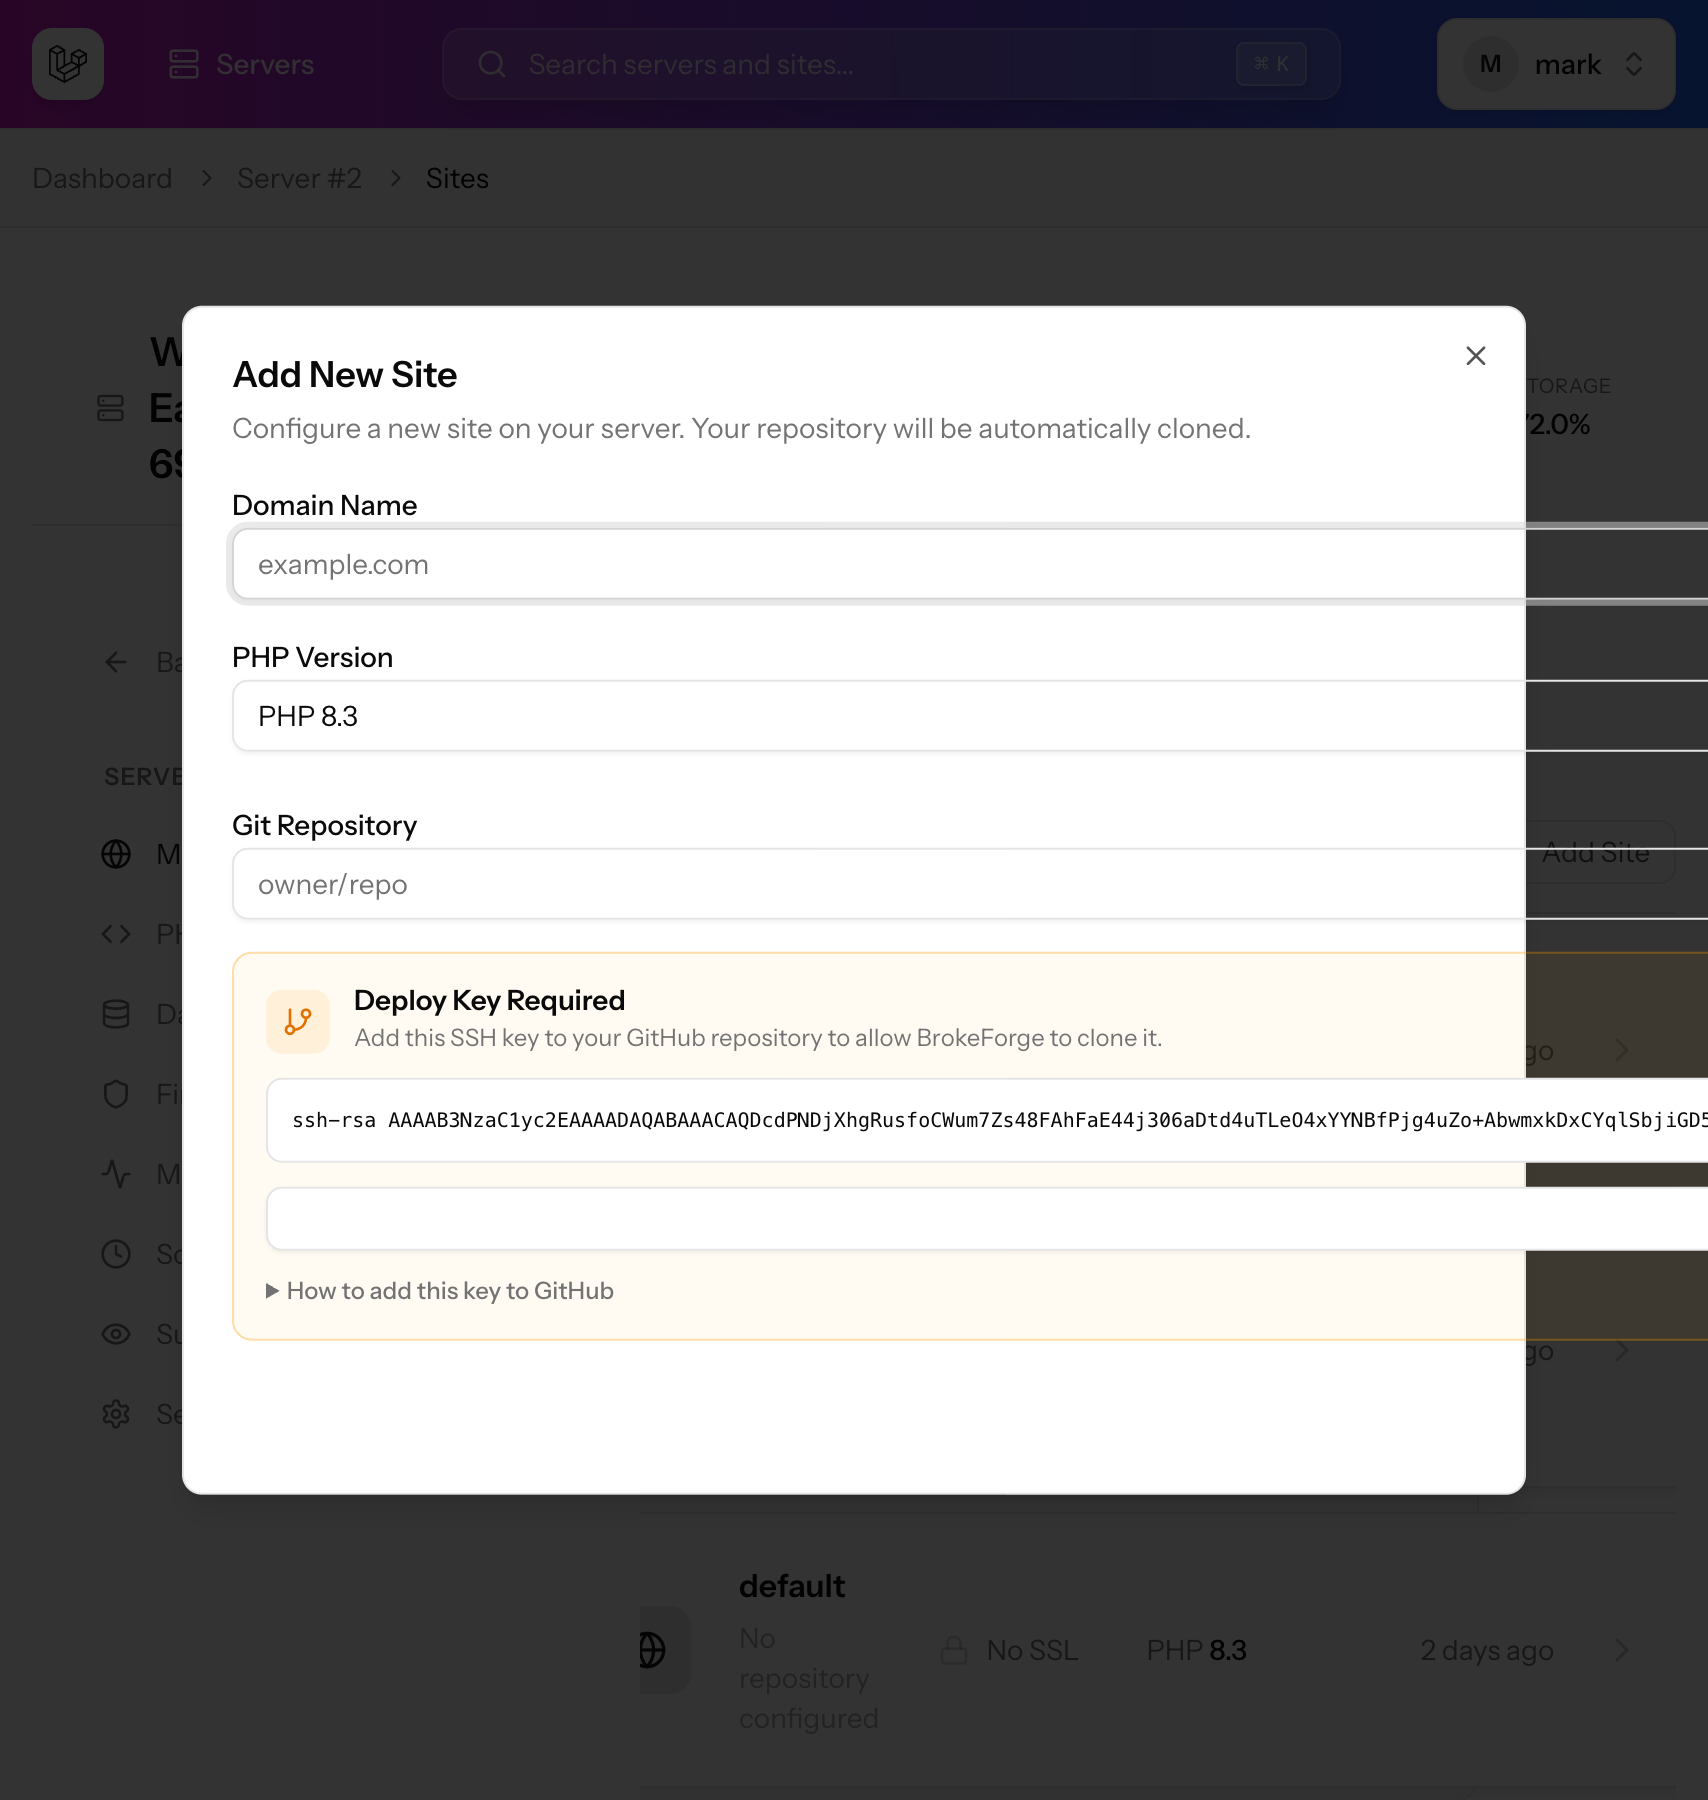 Servers
Search servers and sites...
⌘ K
M
mark
Dashboard
Server #2
Sites
W
Ea
69
TORAGE
72.0%
Add New Site
Configure a new site on your server. Your repository will be automatically cloned.
Domain Name
example.com
Ba
PHP Version
PHP 8.3
SERVE
Git Repository
M
Add Site
owner/repo
PH
Deploy Key Required
Add this SSH key to your GitHub repository to allow BrokeForge to clone it.
Da
go
Fi
ssh-rsa AAAAB3NzaC1yc2EAAAADAQABAAACAQDcdPNDjXhgRusfoCWum7Zs48FAhFaE44j306aDtd4uTLeO4xYYNBfPjg4uZo+AbwmxkDxCYqlSbjiGD5
M
Sc
How to add this key to GitHub
Su
go
Se
default
No
repository
configured
No SSL
PHP 8.3
2 days ago